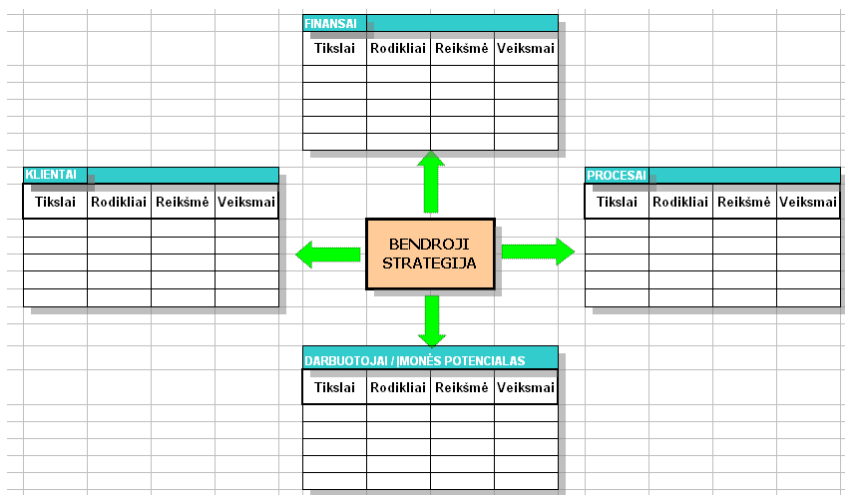 FINANSAI
Tikslai Rodikliai Reikšmė Veiksmai
KLIENTAI
Tikslai Rodikliai Reikšmė Veiksmai
BENDROJI
STRATEGIJA
PROCESAI
Tikslai Rodikliai Reikšmė Veiksmai
DARBUOTOJAI / ĮMONĖS POTENCIALAS
Tikslai Rodikliai Reikšmė Veiksmai